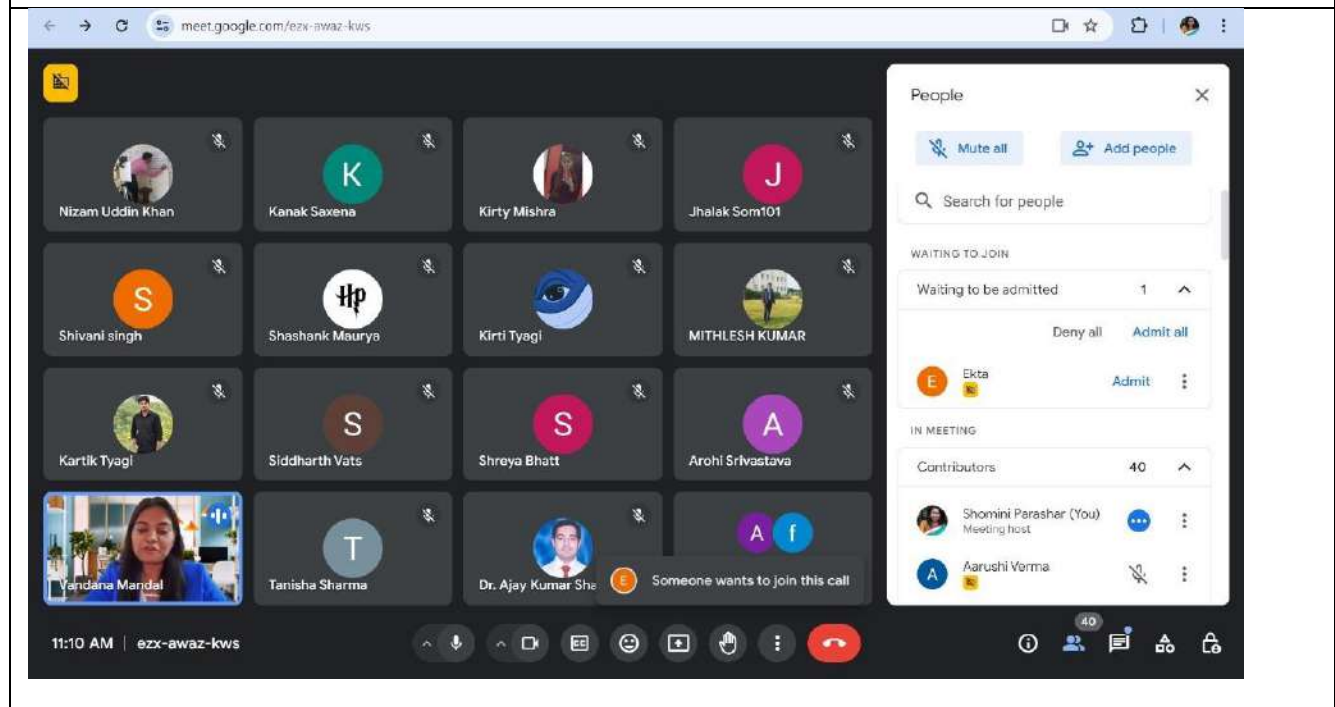 meet.google.com/ezx-awaz-kws
Nizam Uddin Khan
K
Kanak Saxena
Kirty Mishra
J
Jhalak Som101
S
Shivani singh
HP
Shashank Maurya
Kirti Tyagi
MITHLESH KUMAR
Kartik Tyagi
S
Siddharth Vats
S
Shreya Bhatt
A
Arohi Srivastava
Vandana Mandal
T
Tanisha Sharma
Dr. Ajay Kumar Sha
A f
E Someone wants to join this call
People
Mute all
Add people
Search for people
WAITING TO JOIN
Waiting to be admitted 1
Deny all Admit all
E Ekta Admit
IN MEETING
Contributors 40
Shomini Parashar (You)
Meeting host
A Aarushi Verma
11:10 AM | ezx-awaz-kws
CC
40